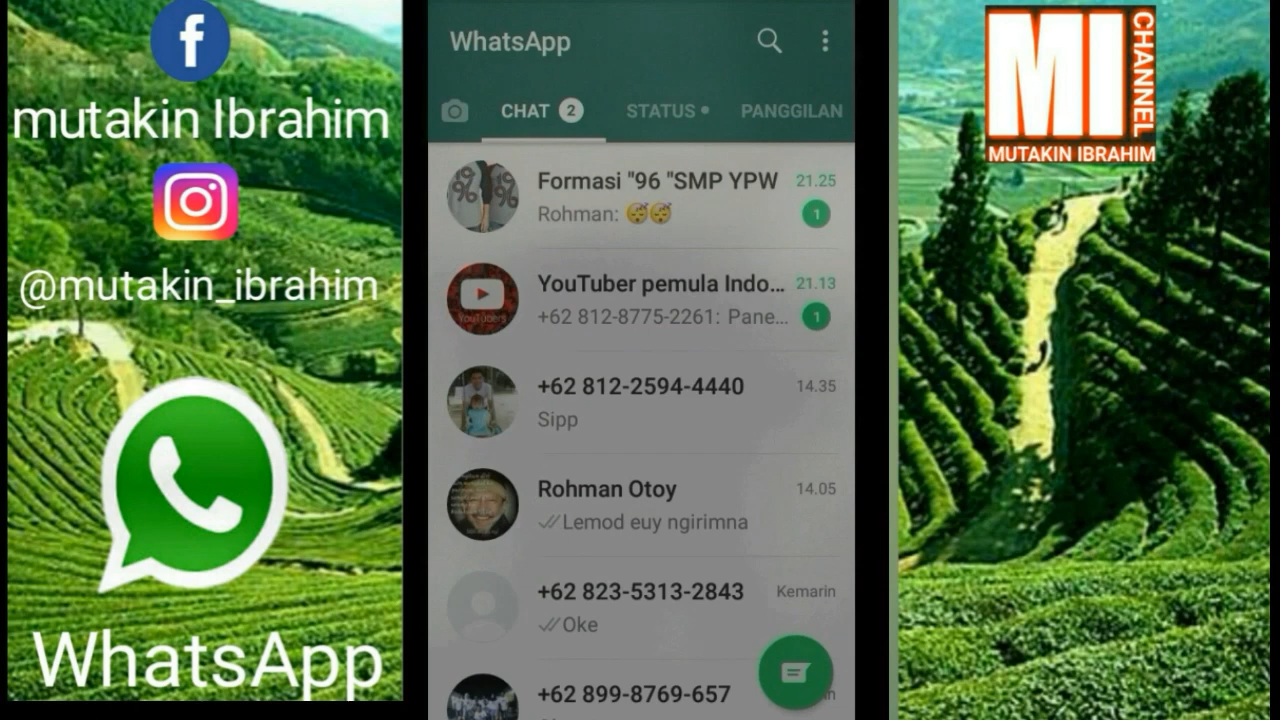 mutakin Ibrahim
@mutakin_ibrahim
WhatsApp
WhatsApp
CHAT 2
STATUS •
PANGGILAN
Formasi "96 "SMP YPW
21.25
Rohman: 😴😴
1
YouTuber pemula Indo...
21.13
+62 812-8775-2261: Pane...
1
+62 812-2594-4440
14.35
Sipp
Rohman Otoy
14.05
Lemod euy ngirimna
+62 823-5313-2843
Kemarin
Oke
+62 899-8769-657
MI
CHANNEL
MUTAKIN IBRAHIM